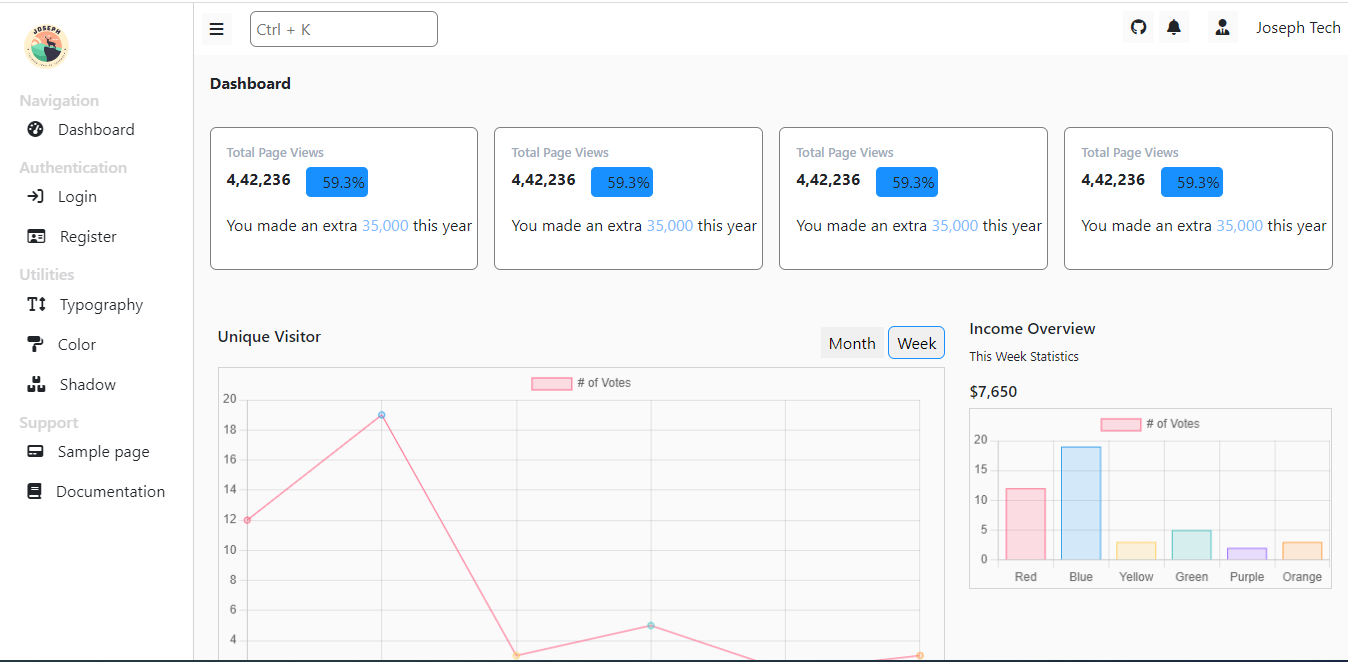 JOSEPH
Ctrl + K
Joseph Tech
Navigation
Dashboard
Authentication
Login
Register
Utilities
Typography
Color
Shadow
Support
Sample page
Documentation
Dashboard
Total Page Views
4,42,236 59.3%
You made an extra 35,000 this year
Total Page Views
4,42,236 59.3%
You made an extra 35,000 this year
Total Page Views
4,42,236 59.3%
You made an extra 35,000 this year
Total Page Views
4,42,236 59.3%
You made an extra 35,000 this year
Unique Visitor
Month Week
# of Votes
20
18
16
14
12
10
8
6
4
Income Overview
This Week Statistics
$7,650
# of Votes
20
15
10
5
0
Red Blue Yellow Green Purple Orange